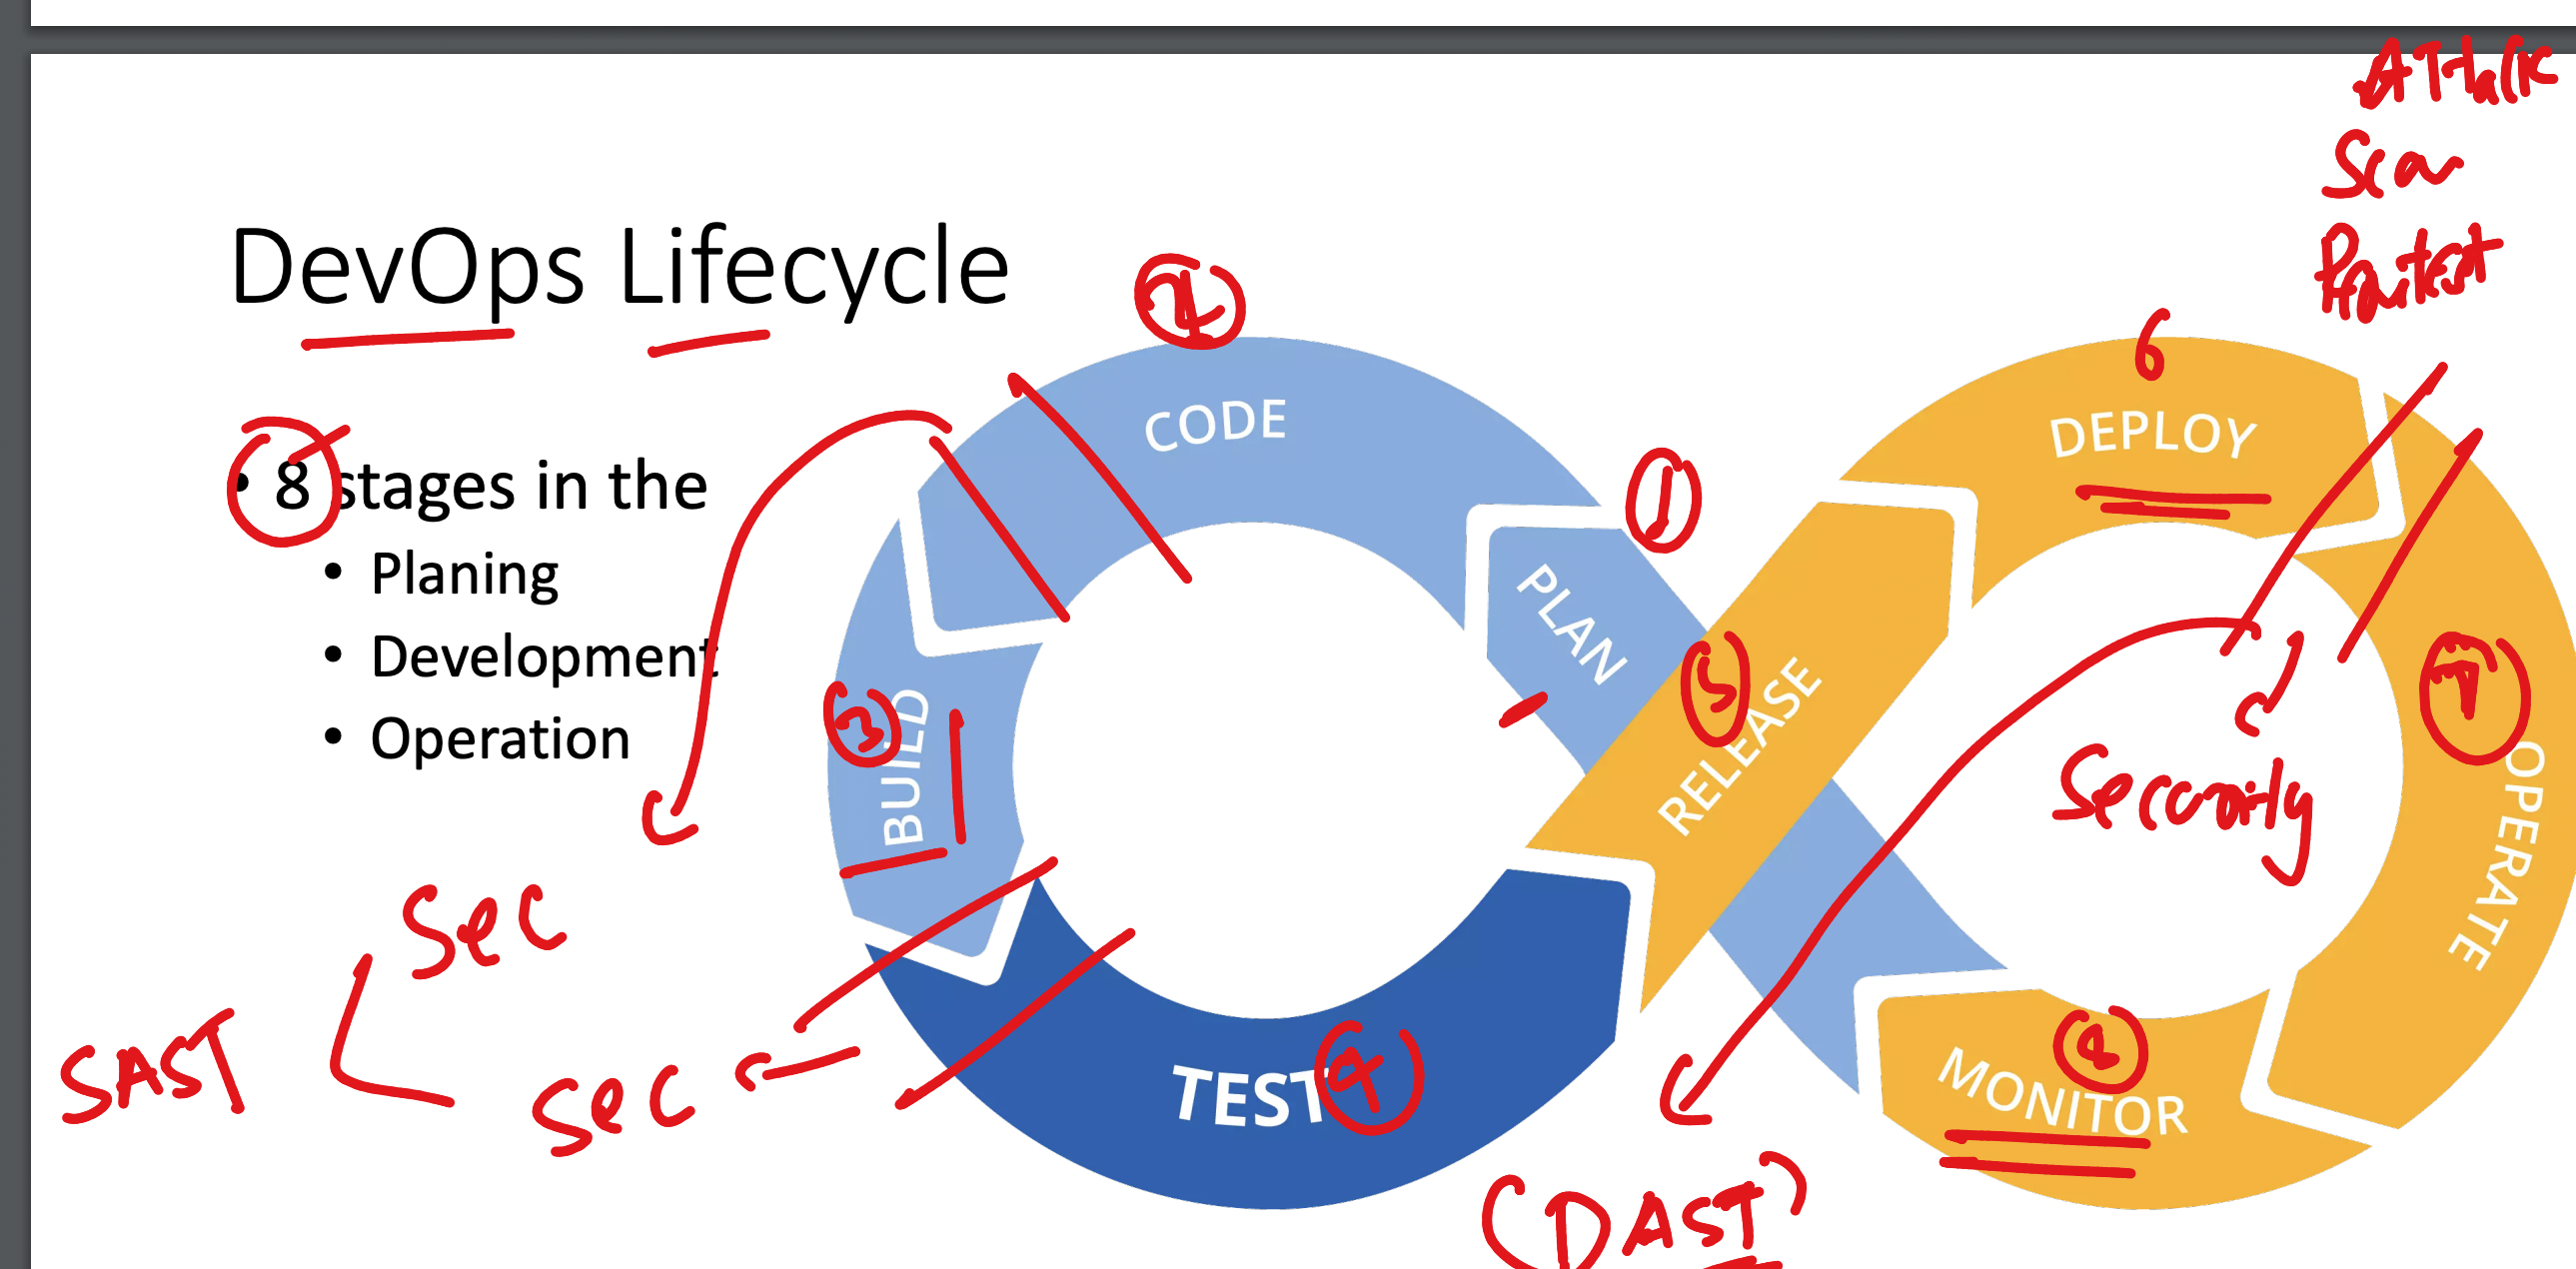 ATtack
Scan
Pentest
DevOps Lifecycle
2
6
CODE
DEPLOY
• 8 stages in the
1
• Planing
PLAN
• Development
5
7
RELEASE
• Operation
3
BUILD
Security
OPERATE
Sec
SAST
Sec
TEST
4
8
MONITOR
(DAST)